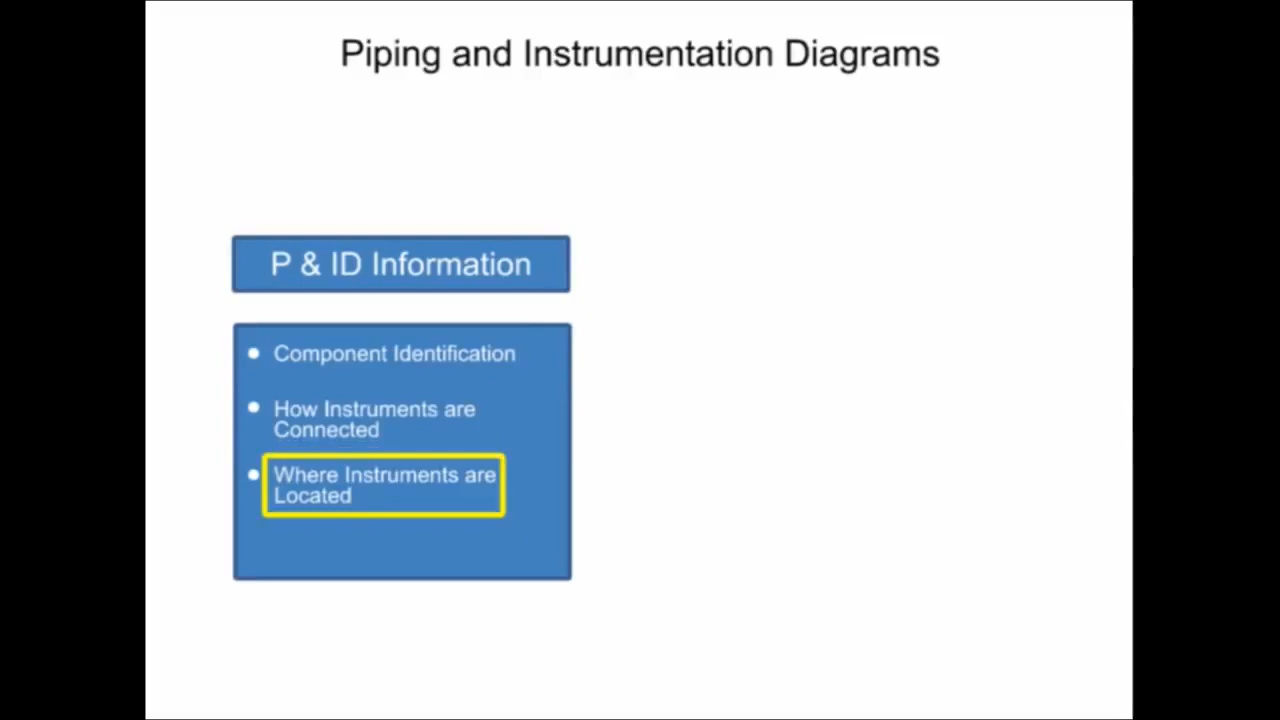 Piping and Instrumentation Diagrams
P & ID Information
Component Identification
How Instruments are
Connected
Where Instruments are
Located